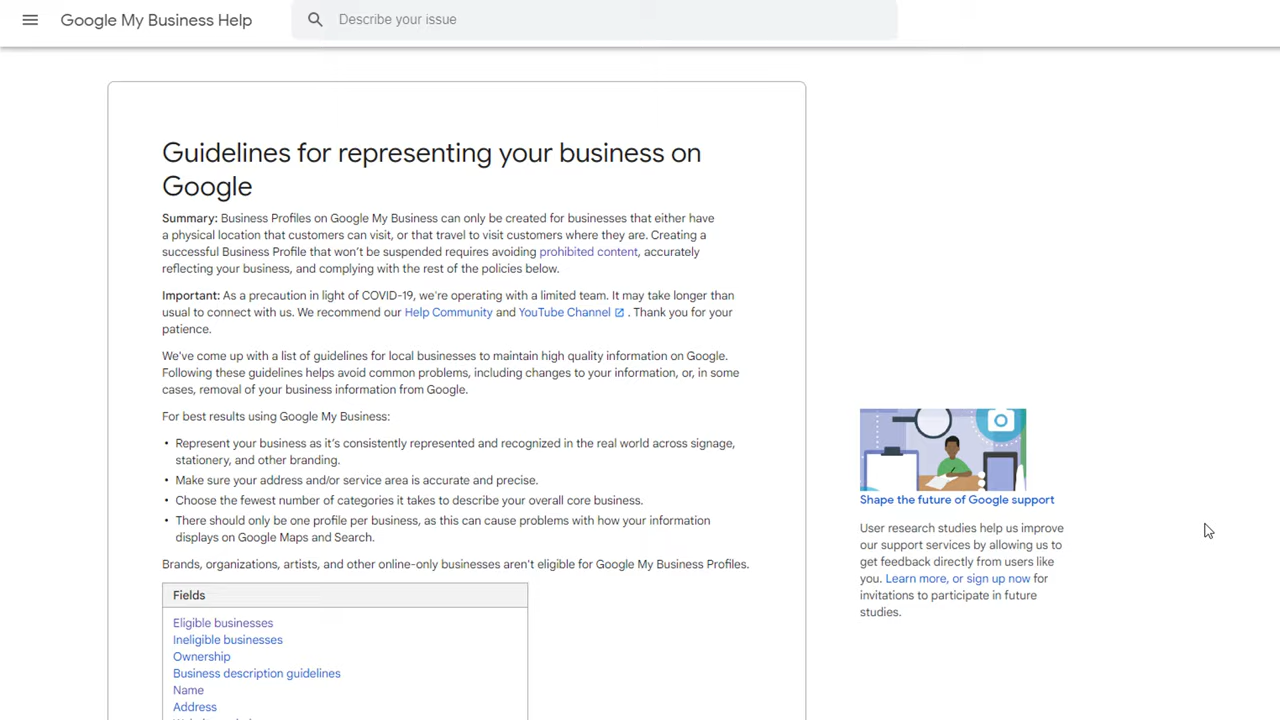 Google My Business Help
Describe your issue
Guidelines for representing your business on
Google
Summary: Business Profiles on Google My Business can only be created for businesses that either have
a physical location that customers can visit, or that travel to visit customers where they are. Creating a
successful Business Profile that won't be suspended requires avoiding prohibited content, accurately
reflecting your business, and complying with the rest of the policies below.
Important: As a precaution in light of COVID-19, we're operating with a limited team. It may take longer than
usual to connect with us. We recommend our Help Community and YouTube Channel . Thank you for your
patience.
We've come up with a list of guidelines for local businesses to maintain high quality information on Google.
Following these guidelines helps avoid common problems, including changes to your information, or, in some
cases, removal of your business information from Google.
For best results using Google My Business:
• Represent your business as it's consistently represented and recognized in the real world across signage,
stationery, and other branding.
• Make sure your address and/or service area is accurate and precise.
• Choose the fewest number of categories it takes to describe your overall core business.
• There should only be one profile per business, as this can cause problems with how your information
displays on Google Maps and Search.
Brands, organizations, artists, and other online-only businesses aren't eligible for Google My Business Profiles.
Fields
Eligible businesses
Ineligible businesses
Ownership
Business description guidelines
Name
Address
Shape the future of Google support
User research studies help us improve
our support services by allowing us to
get feedback directly from users like
you. Learn more, or sign up now for
invitations to participate in future
studies.